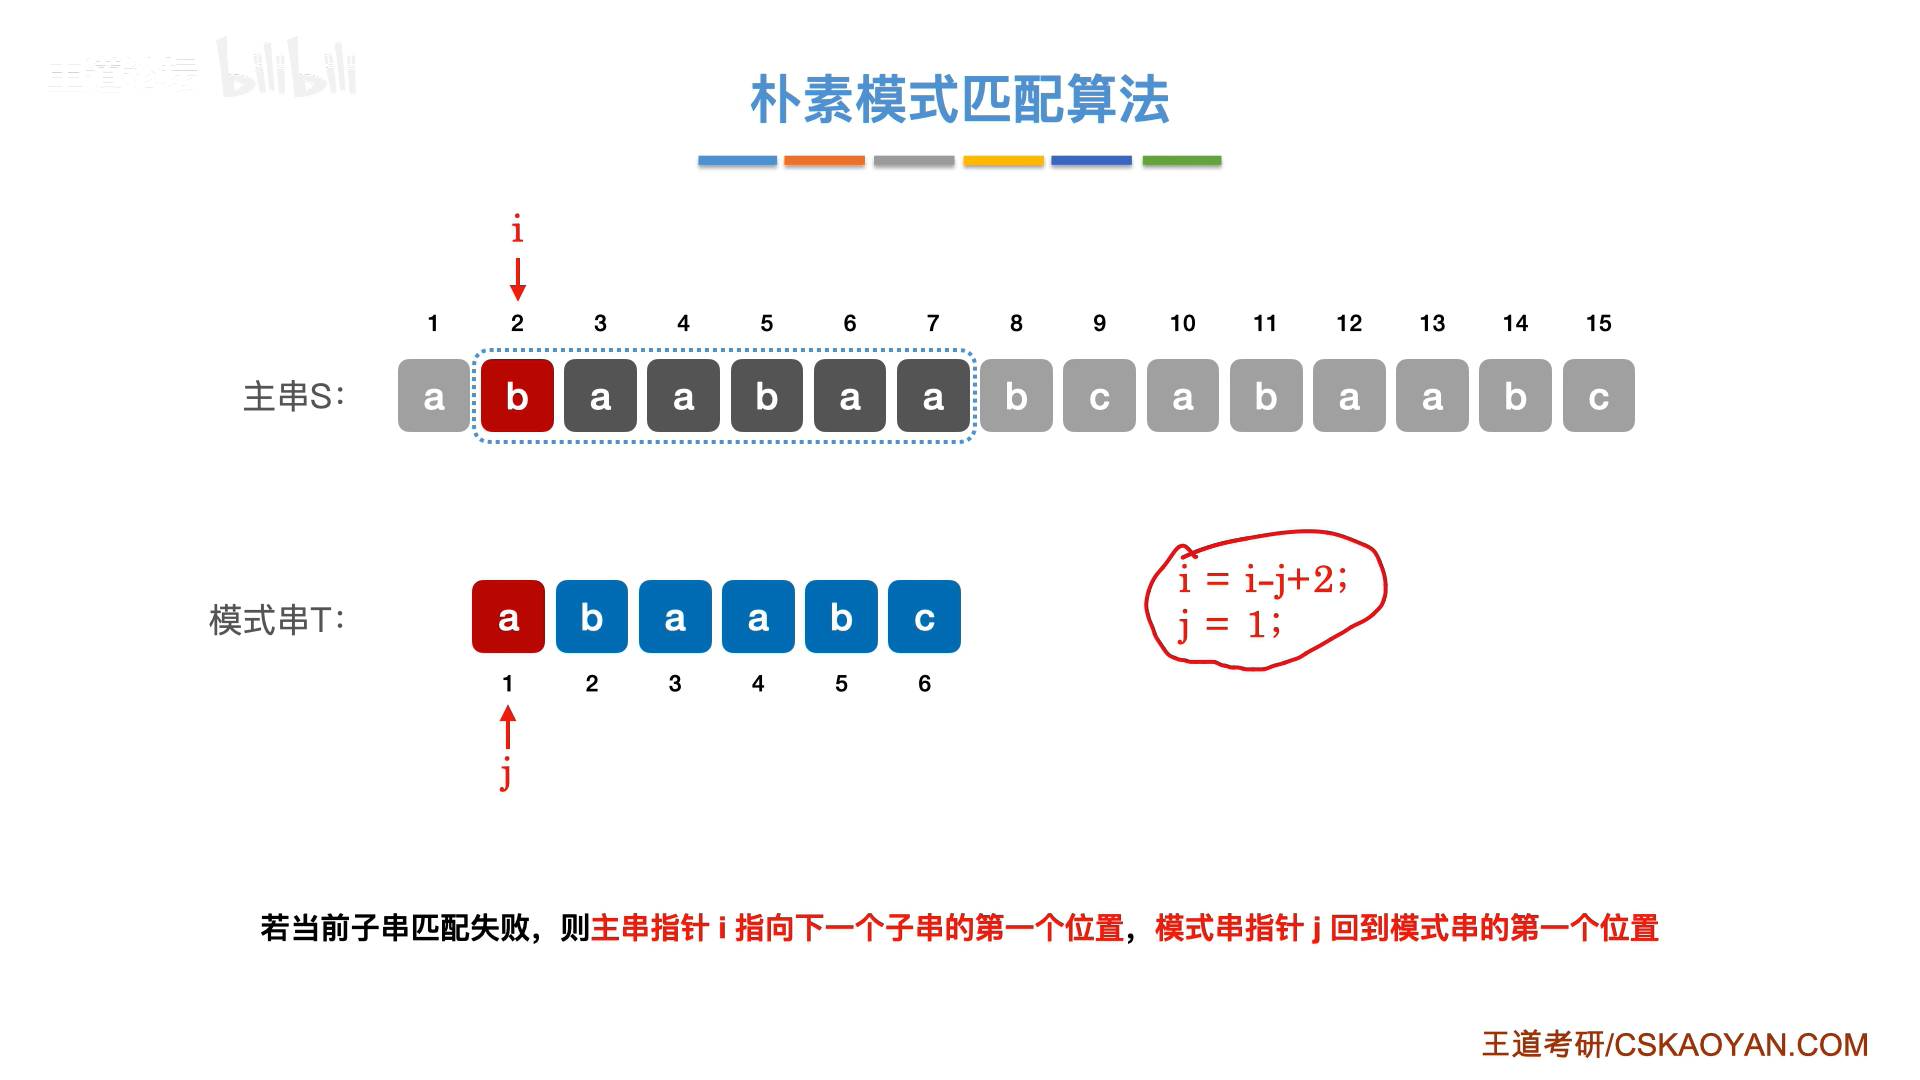 王道论坛 bilibili
朴素模式匹配算法
i
1 2 3 4 5 6 7 8 9 10 11 12 13 14 15
主串S： a b a a b a a b c a b a a b c
i = i-j+2;
模式串T： a b a a b c
j = 1;
1 2 3 4 5 6
j
若当前子串匹配失败，则主串指针 i 指向下一个子串的第一个位置，模式串指针 j 回到模式串的第一个位置
王道考研/CSKAOYAN.COM